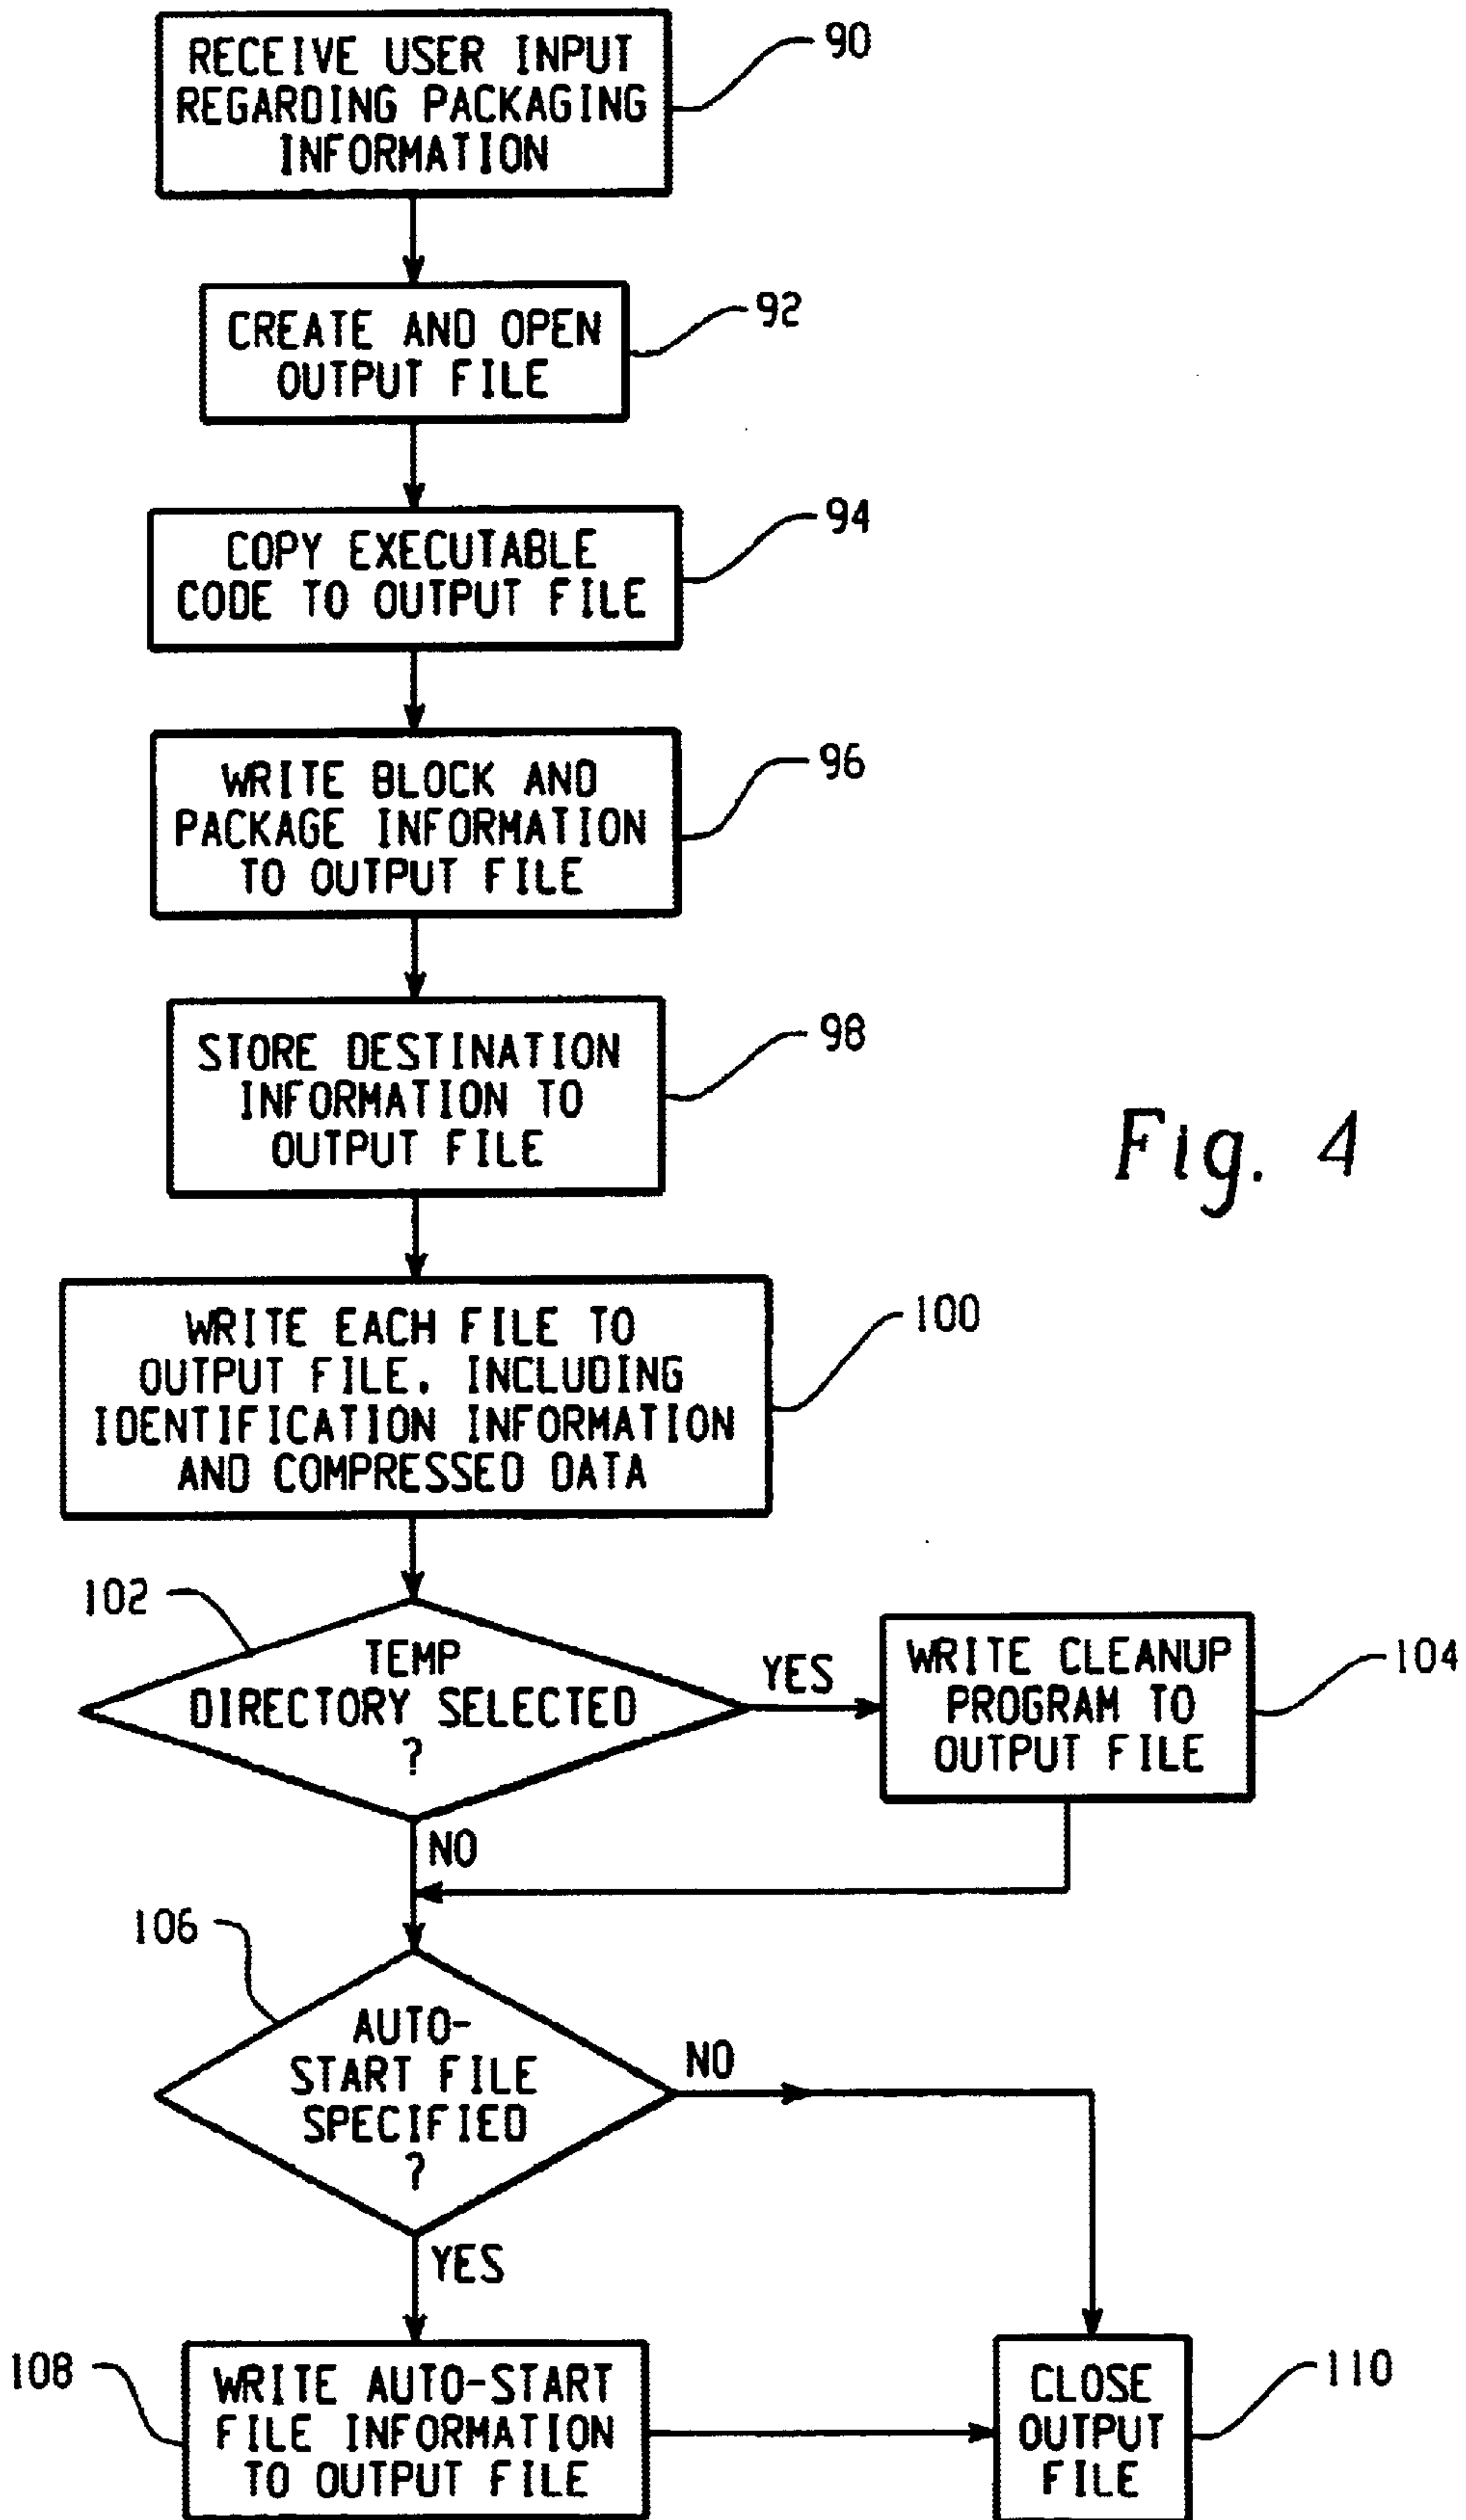 RECEIVE USER INPUT
REGARDING PACKAGING
INFORMATION
90
CREATE AND OPEN
OUTPUT FILE
92
COPY EXECUTABLE
CODE TO OUTPUT FILE
94
WRITE BLOCK AND
PACKAGE INFORMATION
TO OUTPUT FILE
96
STORE DESTINATION
INFORMATION TO
OUTPUT FILE
98
Fig. 4
WRITE EACH FILE TO
OUTPUT FILE, INCLUDING
IDENTIFICATION INFORMATION
AND COMPRESSED DATA
100
102
TEMP
DIRECTORY SELECTED
?
YES
WRITE CLEANUP
PROGRAM TO
OUTPUT FILE
104
NO
106
AUTO-
START FILE
SPECIFIED
?
NO
YES
108
WRITE AUTO-START
FILE INFORMATION
TO OUTPUT FILE
CLOSE
OUTPUT
FILE
110